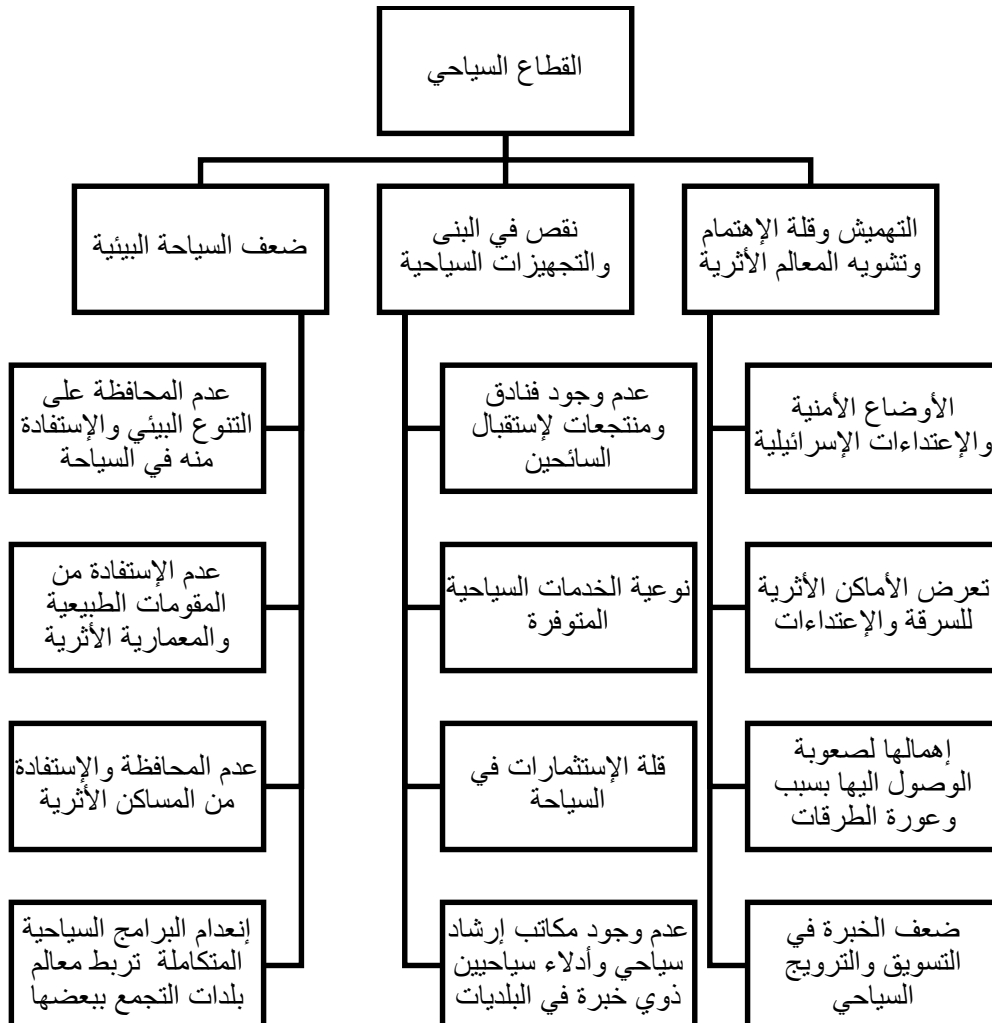 القطاع السياحي
التهميش وقلة الإهتمام
وتشويه المعالم الأثرية
نقص في البنى
والتجهيزات السياحية
ضعف السياحة البيئية
الأوضاع الأمنية
والإعتداءات الإسرائيلية
تعرض الأماكن الأثرية
للسرقة والإعتداءات
إهمالها لصعوبة
الوصول اليها بسبب
وعورة الطرقات
ضعف الخبرة في
التسويق والترويج
السياحي
عدم وجود فنادق
ومنتجعات لإستقبال
السائحين
نوعية الخدمات السياحية
المتوفرة
قلة الإستثمارات في
السياحة
عدم وجود مكاتب إرشاد
سياحي وأدلاء سياحيين
ذوي خبرة في البلديات
عدم المحافظة على
التنوع البيئي والإستفادة
منه في السياحة
عدم الإستفادة من
المقومات الطبيعية
والمعمارية الأثرية
عدم المحافظة والإستفادة
من المساكن الأثرية
إنعدام البرامج السياحية
المتكاملة تربط معالم
بلدات التجمع ببعضها